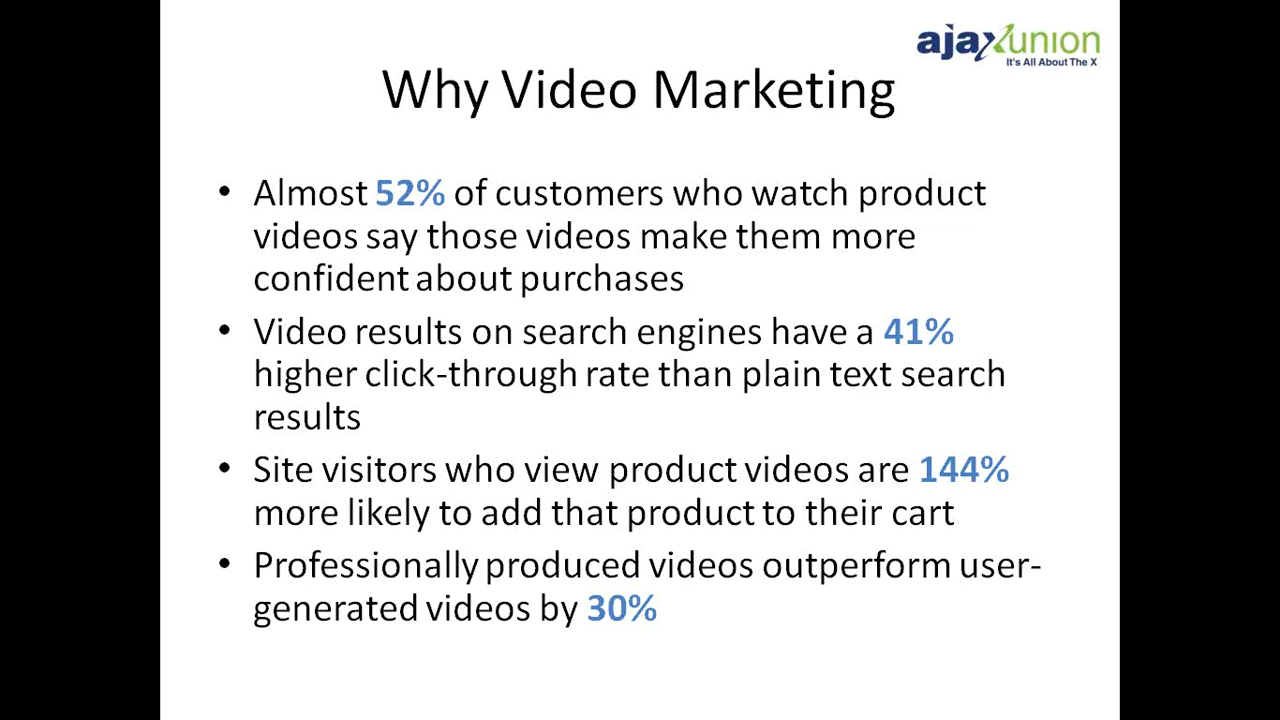 ajaxunion
It's All About The X
Why Video Marketing
• Almost 52% of customers who watch product
videos say those videos make them more
confident about purchases
• Video results on search engines have a 41%
higher click-through rate than plain text search
results
• Site visitors who view product videos are 144%
more likely to add that product to their cart
• Professionally produced videos outperform user-
generated videos by 30%